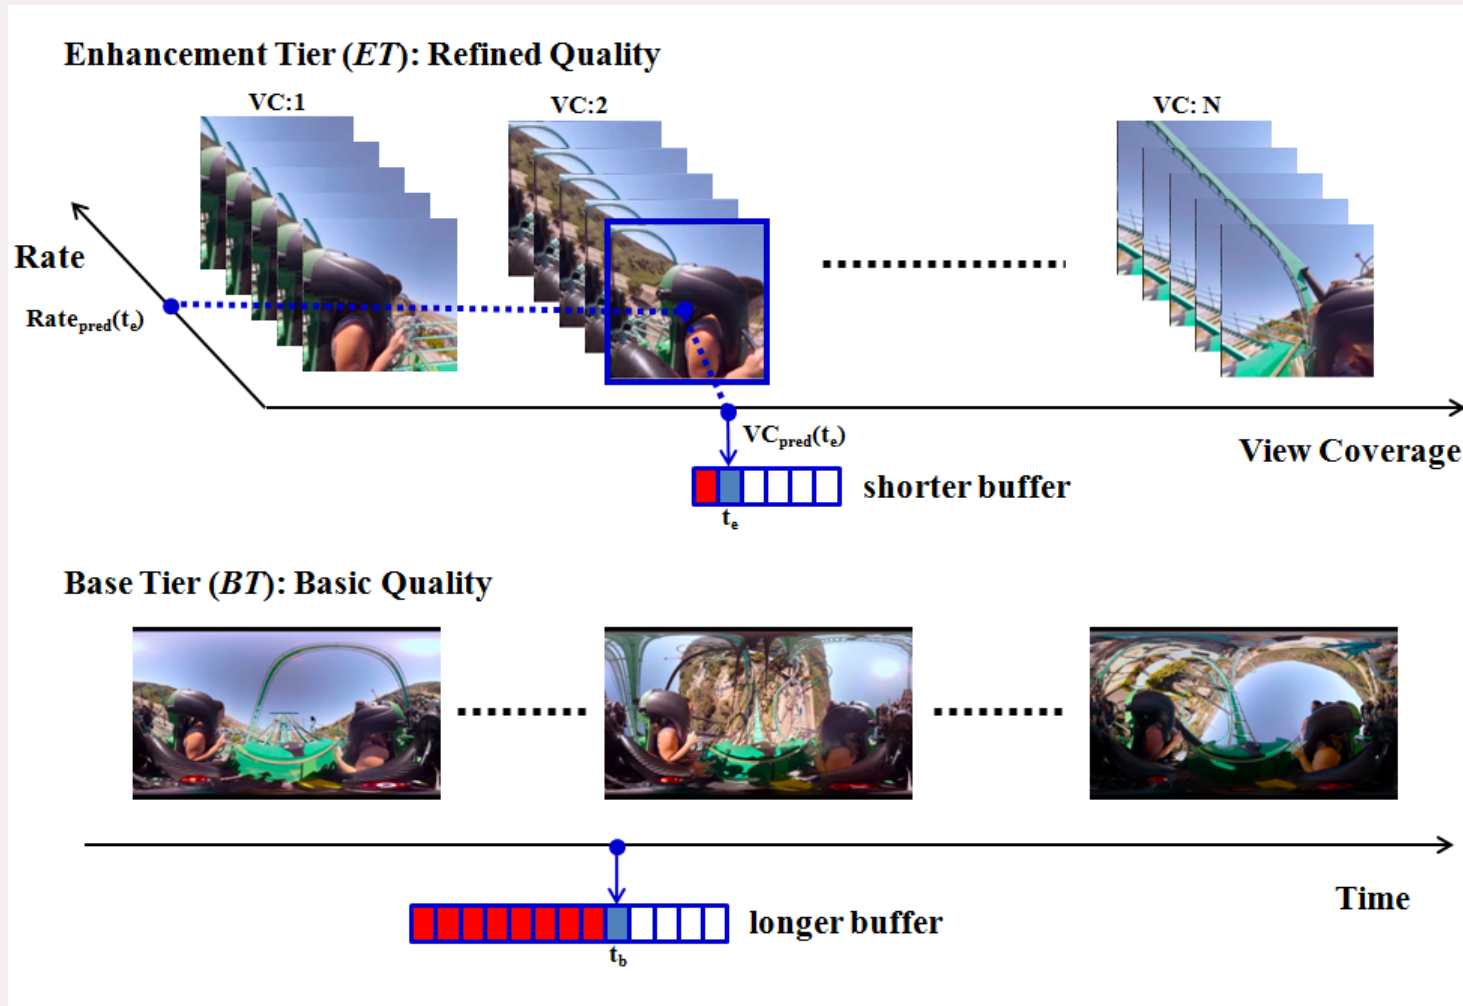 Enhancement Tier (ET): Refined Quality
VC:1
VC:2
VC: N
Rate
Ratepred(te)
VCpred(te)
View Coverage
shorter buffer
te
Base Tier (BT): Basic Quality
Time
longer buffer
tb